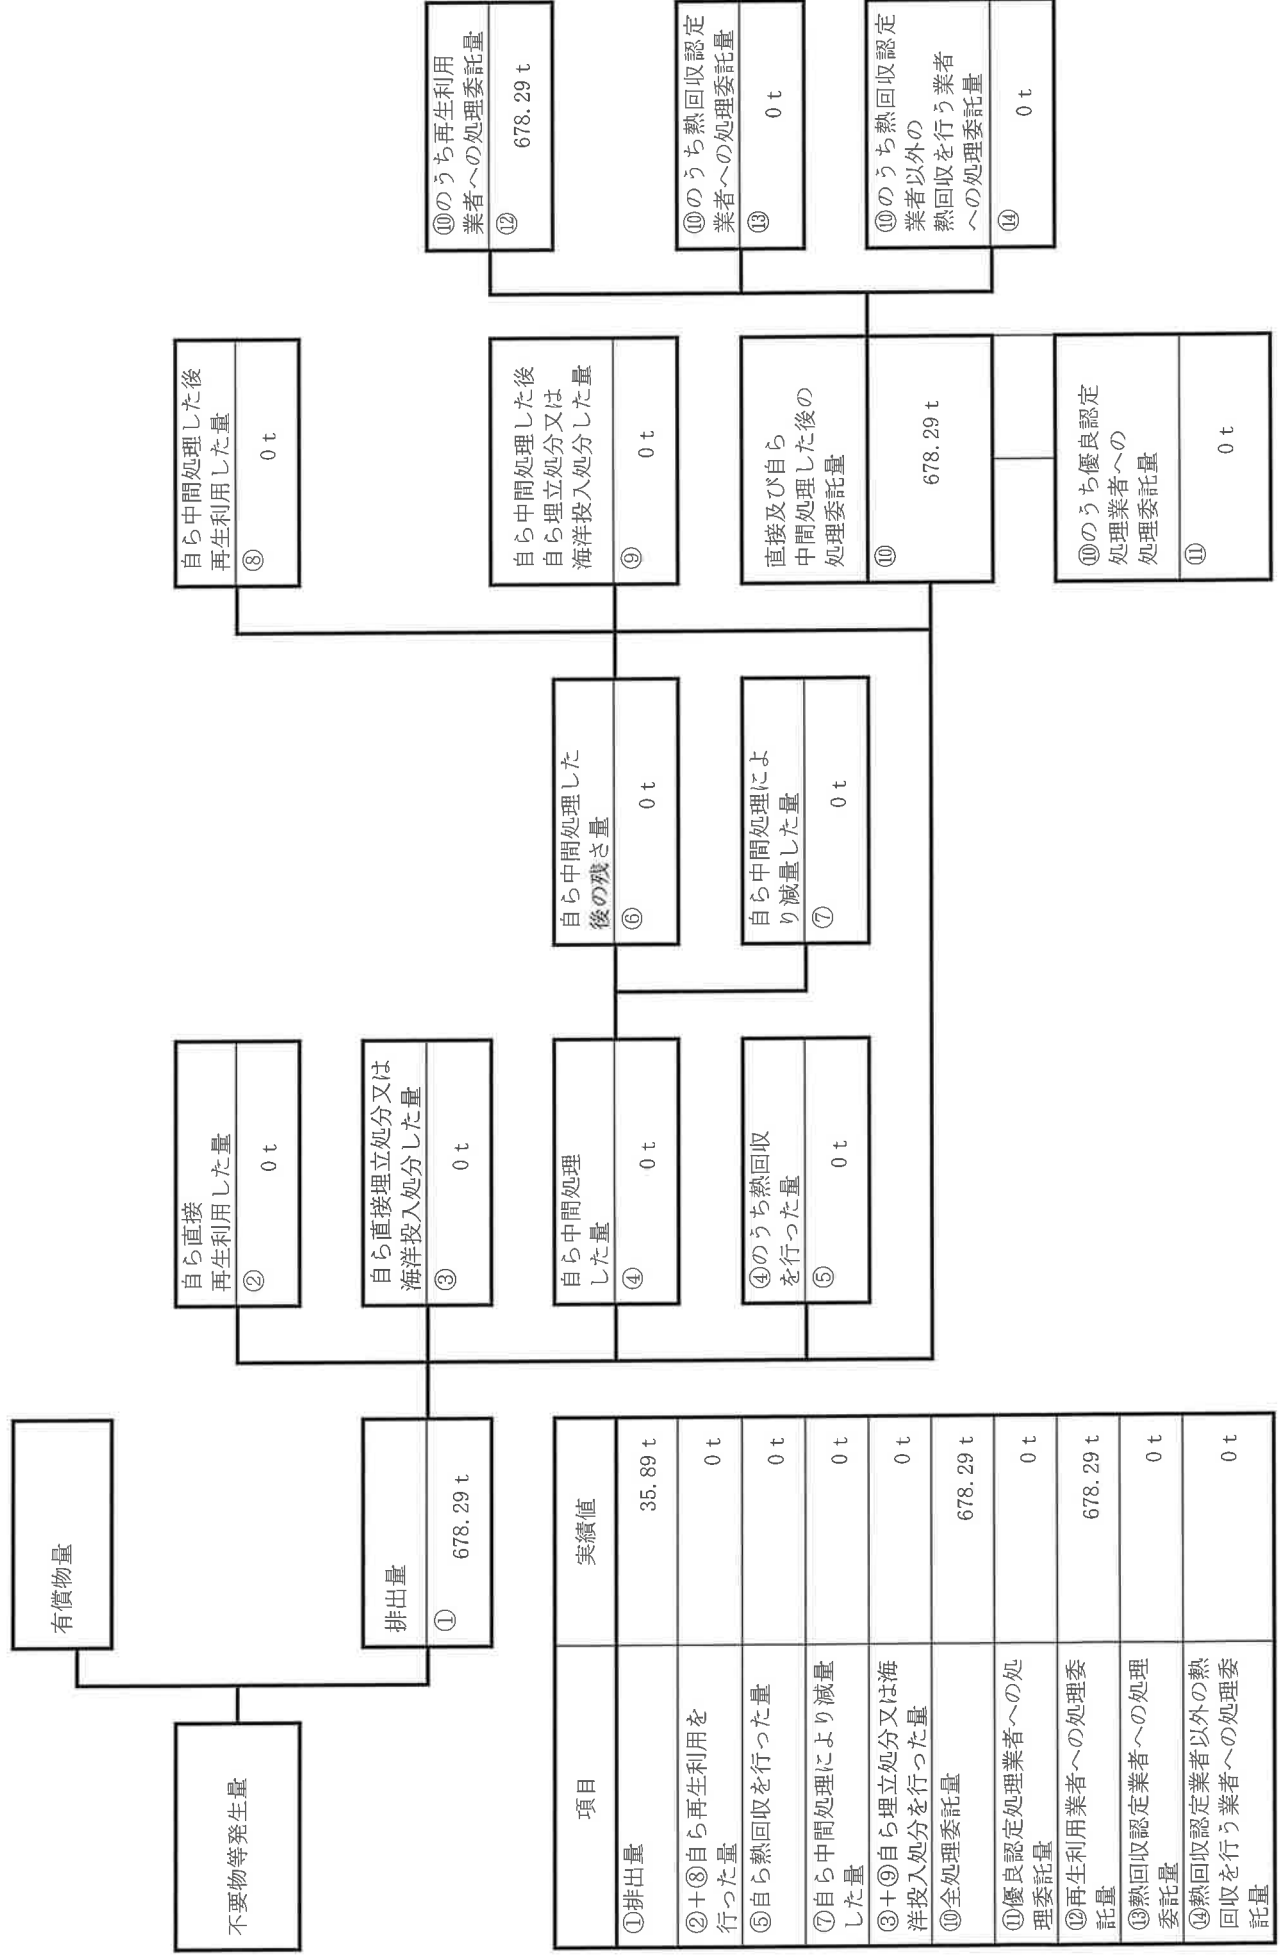 有償物量
不要物等発生量
排出量
① 678.29 t
自ら直接
再生利用した量
② 0 t
自ら直接埋立処分又は
海洋投入処分した量
③ 0 t
自ら中間処理
した量
④ 0 t
④のうち熱回収
を行った量
⑤ 0 t
自ら中間処理した
後の残さ量
⑥ 0 t
自ら中間処理によ
り減量した量
⑦ 0 t
自ら中間処理した後
再生利用した量
⑧ 0 t
自ら中間処理した後
自ら埋立処分又は
海洋投入処分した量
⑨ 0 t
直接及び自ら
中間処理した後の
処理委託量
⑩ 678.29 t
⑩のうち優良認定
処理業者への
処理委託量
⑪ 0 t
⑩のうち再生利用
業者への処理委託量
⑫ 678.29 t
⑩のうち熱回収認定
業者への処理委託量
⑬ 0 t
⑩のうち熱回収認定
業者以外の
熱回収を行う業者
への処理委託量
⑭ 0 t
項目 実績値
①排出量 35.89 t
②＋⑧自ら再生利用を
行った量 0 t
⑤自ら熱回収を行った量 0 t
⑦自ら中間処理により減量
した量 0 t
③＋⑨自ら埋立処分又は海
洋投入処分を行った量 0 t
⑩全処理委託量 678.29 t
⑪優良認定処理業者への処
理委託量 0 t
⑫再生利用業者への処理委
託量 678.29 t
⑬熱回収認定業者への処理
委託量 0 t
⑭熱回収認定業者以外の熱
回収を行う業者への処理委
託量 0 t